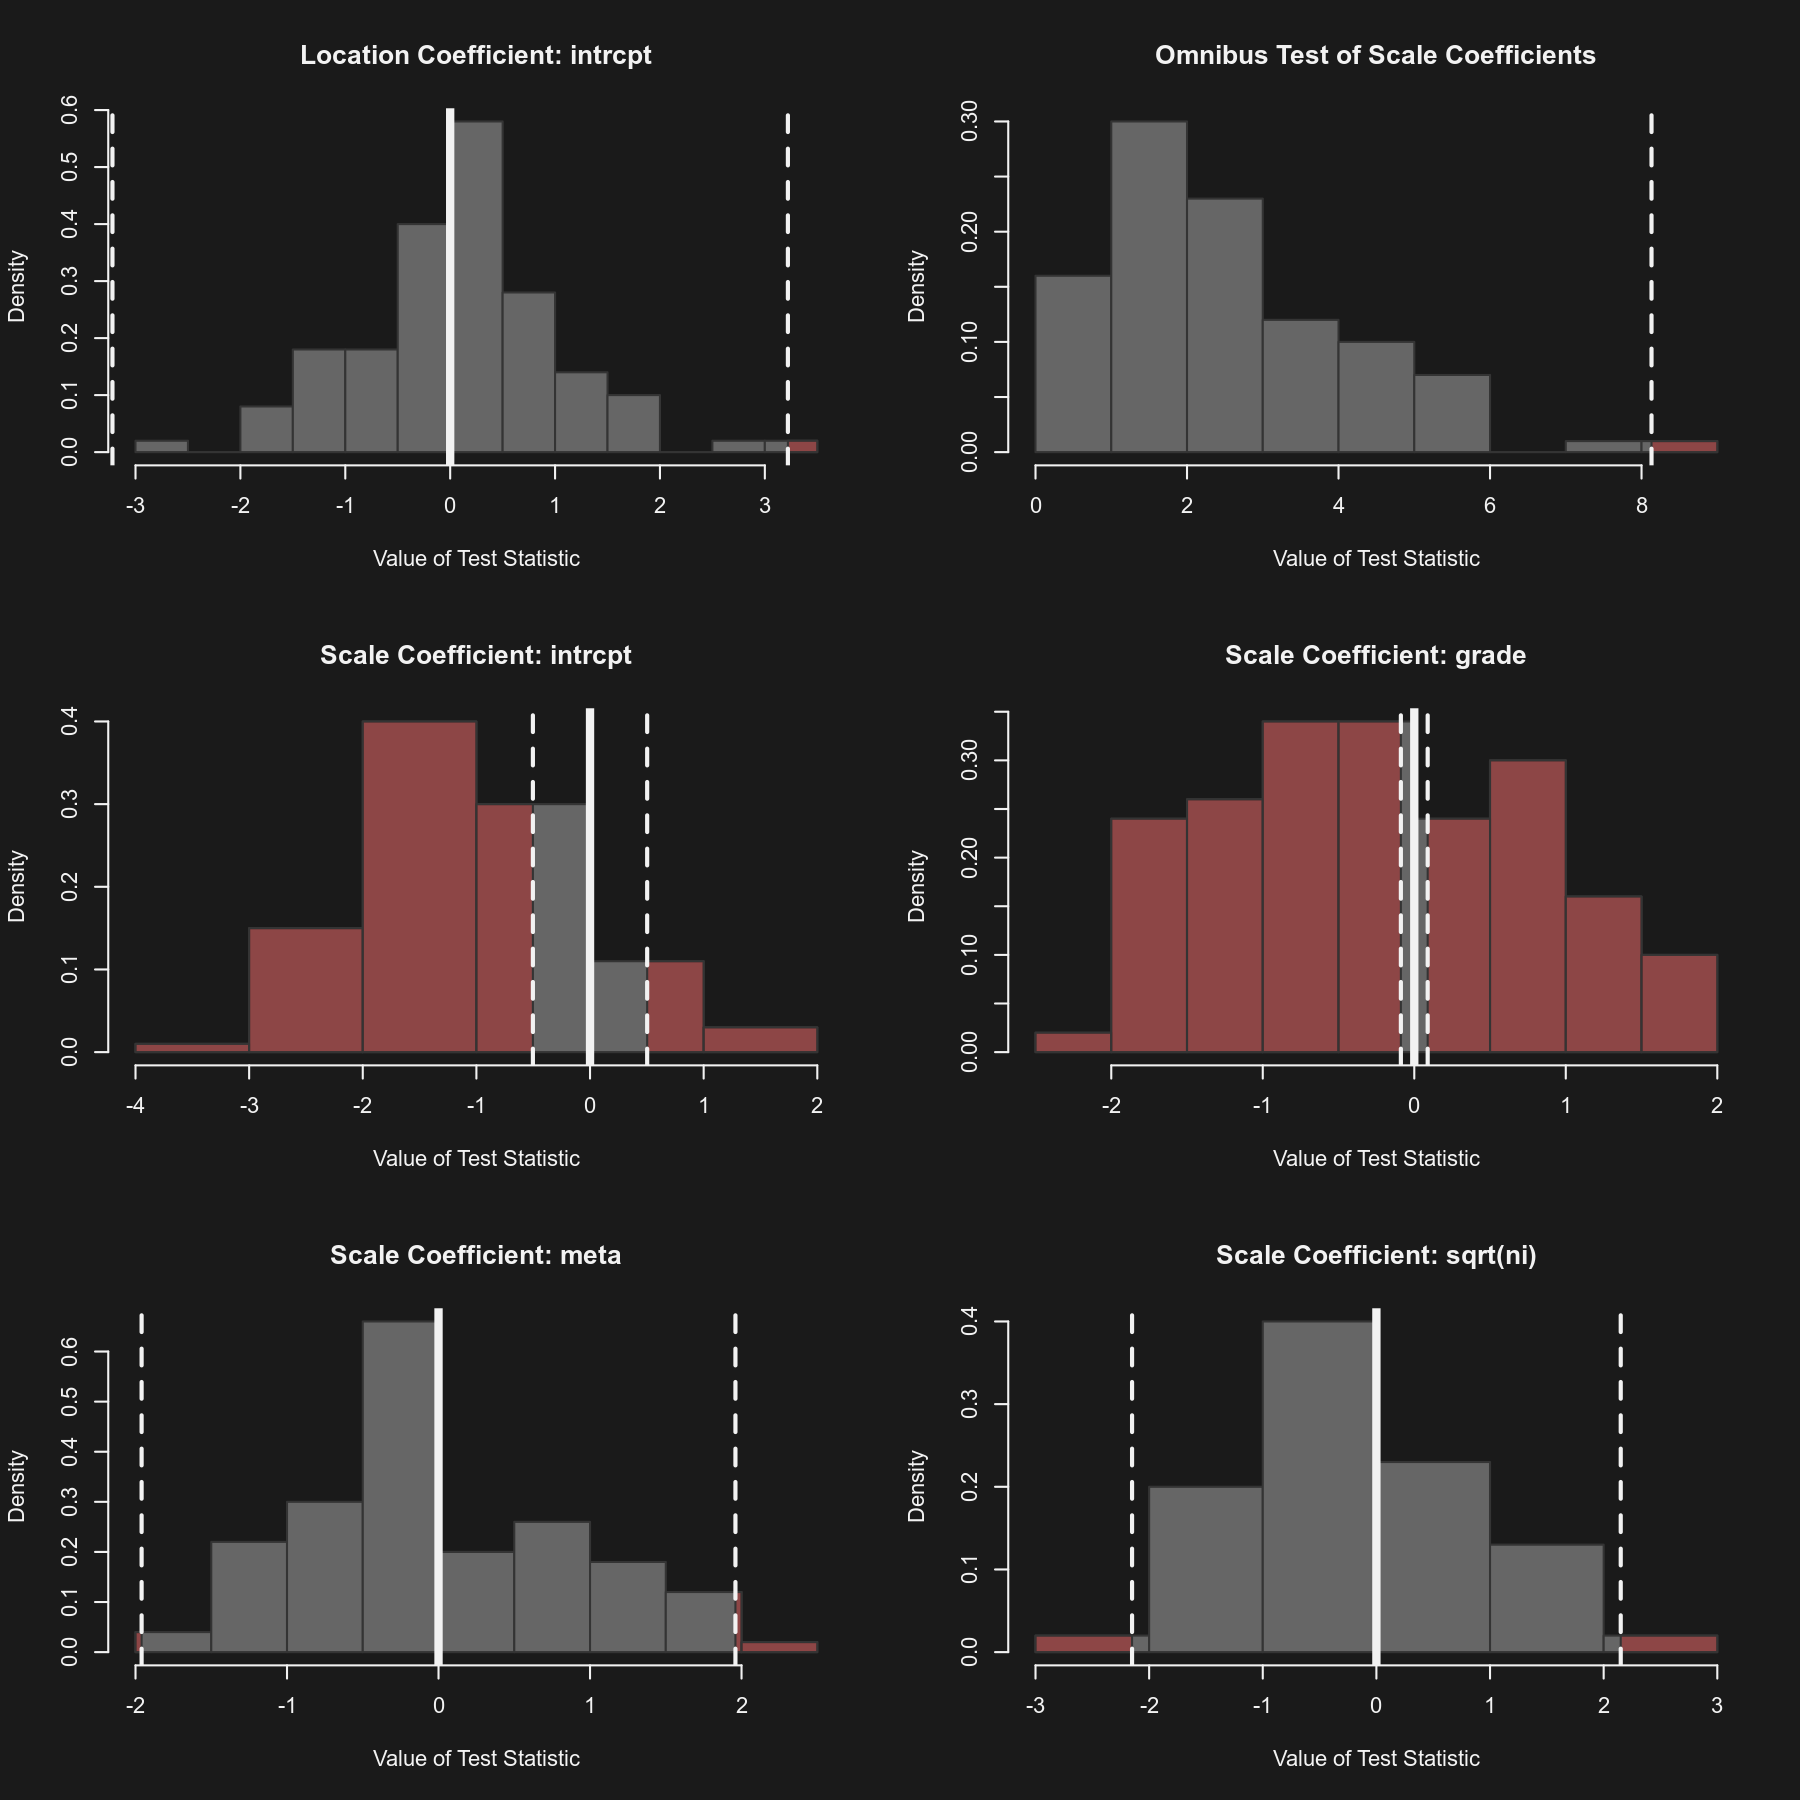 Location Coefficient: intrcpt
Density
0.0 0.1 0.2 0.3 0.4 0.5 0.6
-3 -2 -1 0 1 2 3
Value of Test Statistic
Omnibus Test of Scale Coefficients
Density
0.00 0.10 0.20 0.30
0 2 4 6 8
Value of Test Statistic
Scale Coefficient: intrcpt
Density
0.0 0.1 0.2 0.3 0.4
-4 -3 -2 -1 0 1 2
Value of Test Statistic
Scale Coefficient: grade
Density
0.00 0.10 0.20 0.30
-2 -1 0 1 2
Value of Test Statistic
Scale Coefficient: meta
Density
0.0 0.1 0.2 0.3 0.4 0.5 0.6
-2 -1 0 1 2
Value of Test Statistic
Scale Coefficient: sqrt(ni)
Density
0.0 0.1 0.2 0.3 0.4
-3 -2 -1 0 1 2 3
Value of Test Statistic